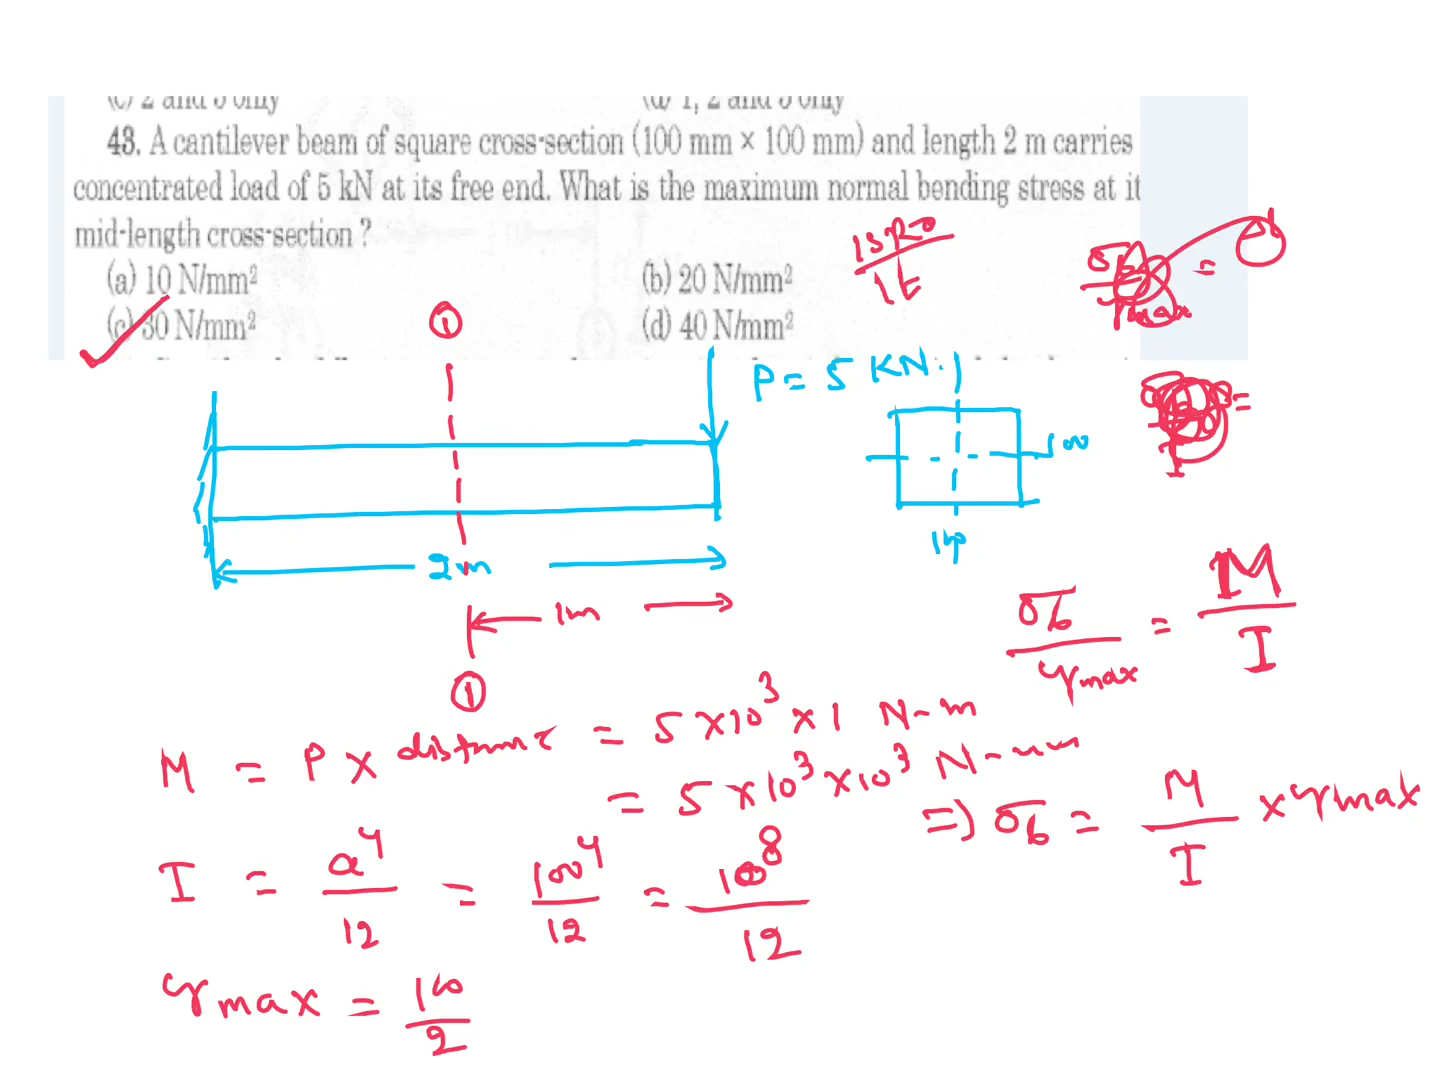 (c) 2 and 3 only (d) 1, 2 and 3 only
43. A cantilever beam of square cross-section (100 mm × 100 mm) and length 2 m carries
concentrated load of 5 kN at its free end. What is the maximum normal bending stress at it
mid-length cross-section ?
(a) 10 N/mm² (b) 20 N/mm²
(c) 30 N/mm² (d) 40 N/mm²
①
P = 5 KN.
100
2m
1m
①
σb / Ymax = M / I
M = P × distance = 5 × 10³ × 1 N-m
= 5 × 10³ × 10³ N-mm
⇒ σb = M / I × Ymax
I = a⁴ / 12 = 100⁴ / 12 = 10⁸ / 12
Ymax = 100 / 2